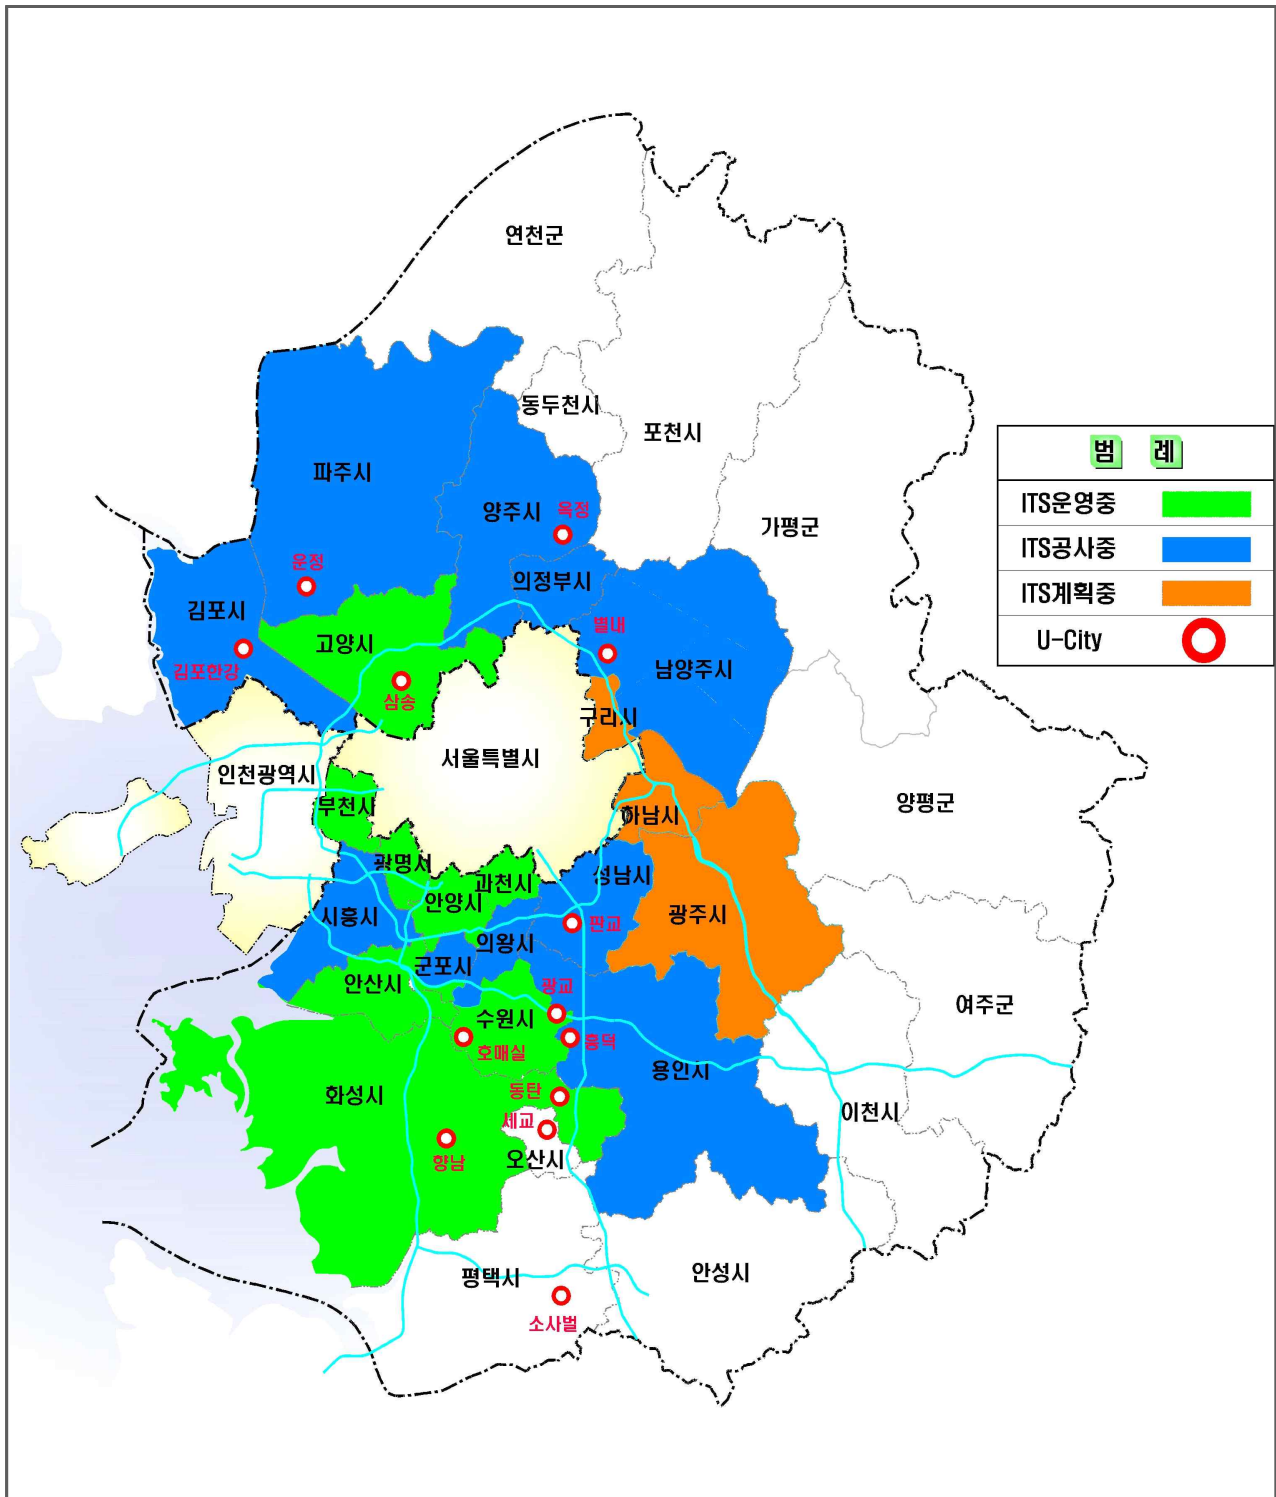 연천군
동두천시
포천시
범 례
파주시
ITS운영중
양주시
옥정
가평군
ITS공사중
운정
의정부시
ITS계획중
김포시
별내
U-City
고양시
김포한강
남양주시
삼송
구리시
서울특별시
인천광역시
부천시
하남시
양평군
광명시
과천시
성남시
안양시
시흥시
광주시
판교
의왕시
군포시
안산시
광교
여주군
수원시
흥덕
호매실
용인시
화성시
동탄
이천시
세교
오산시
향남
평택시
안성시
소사벌